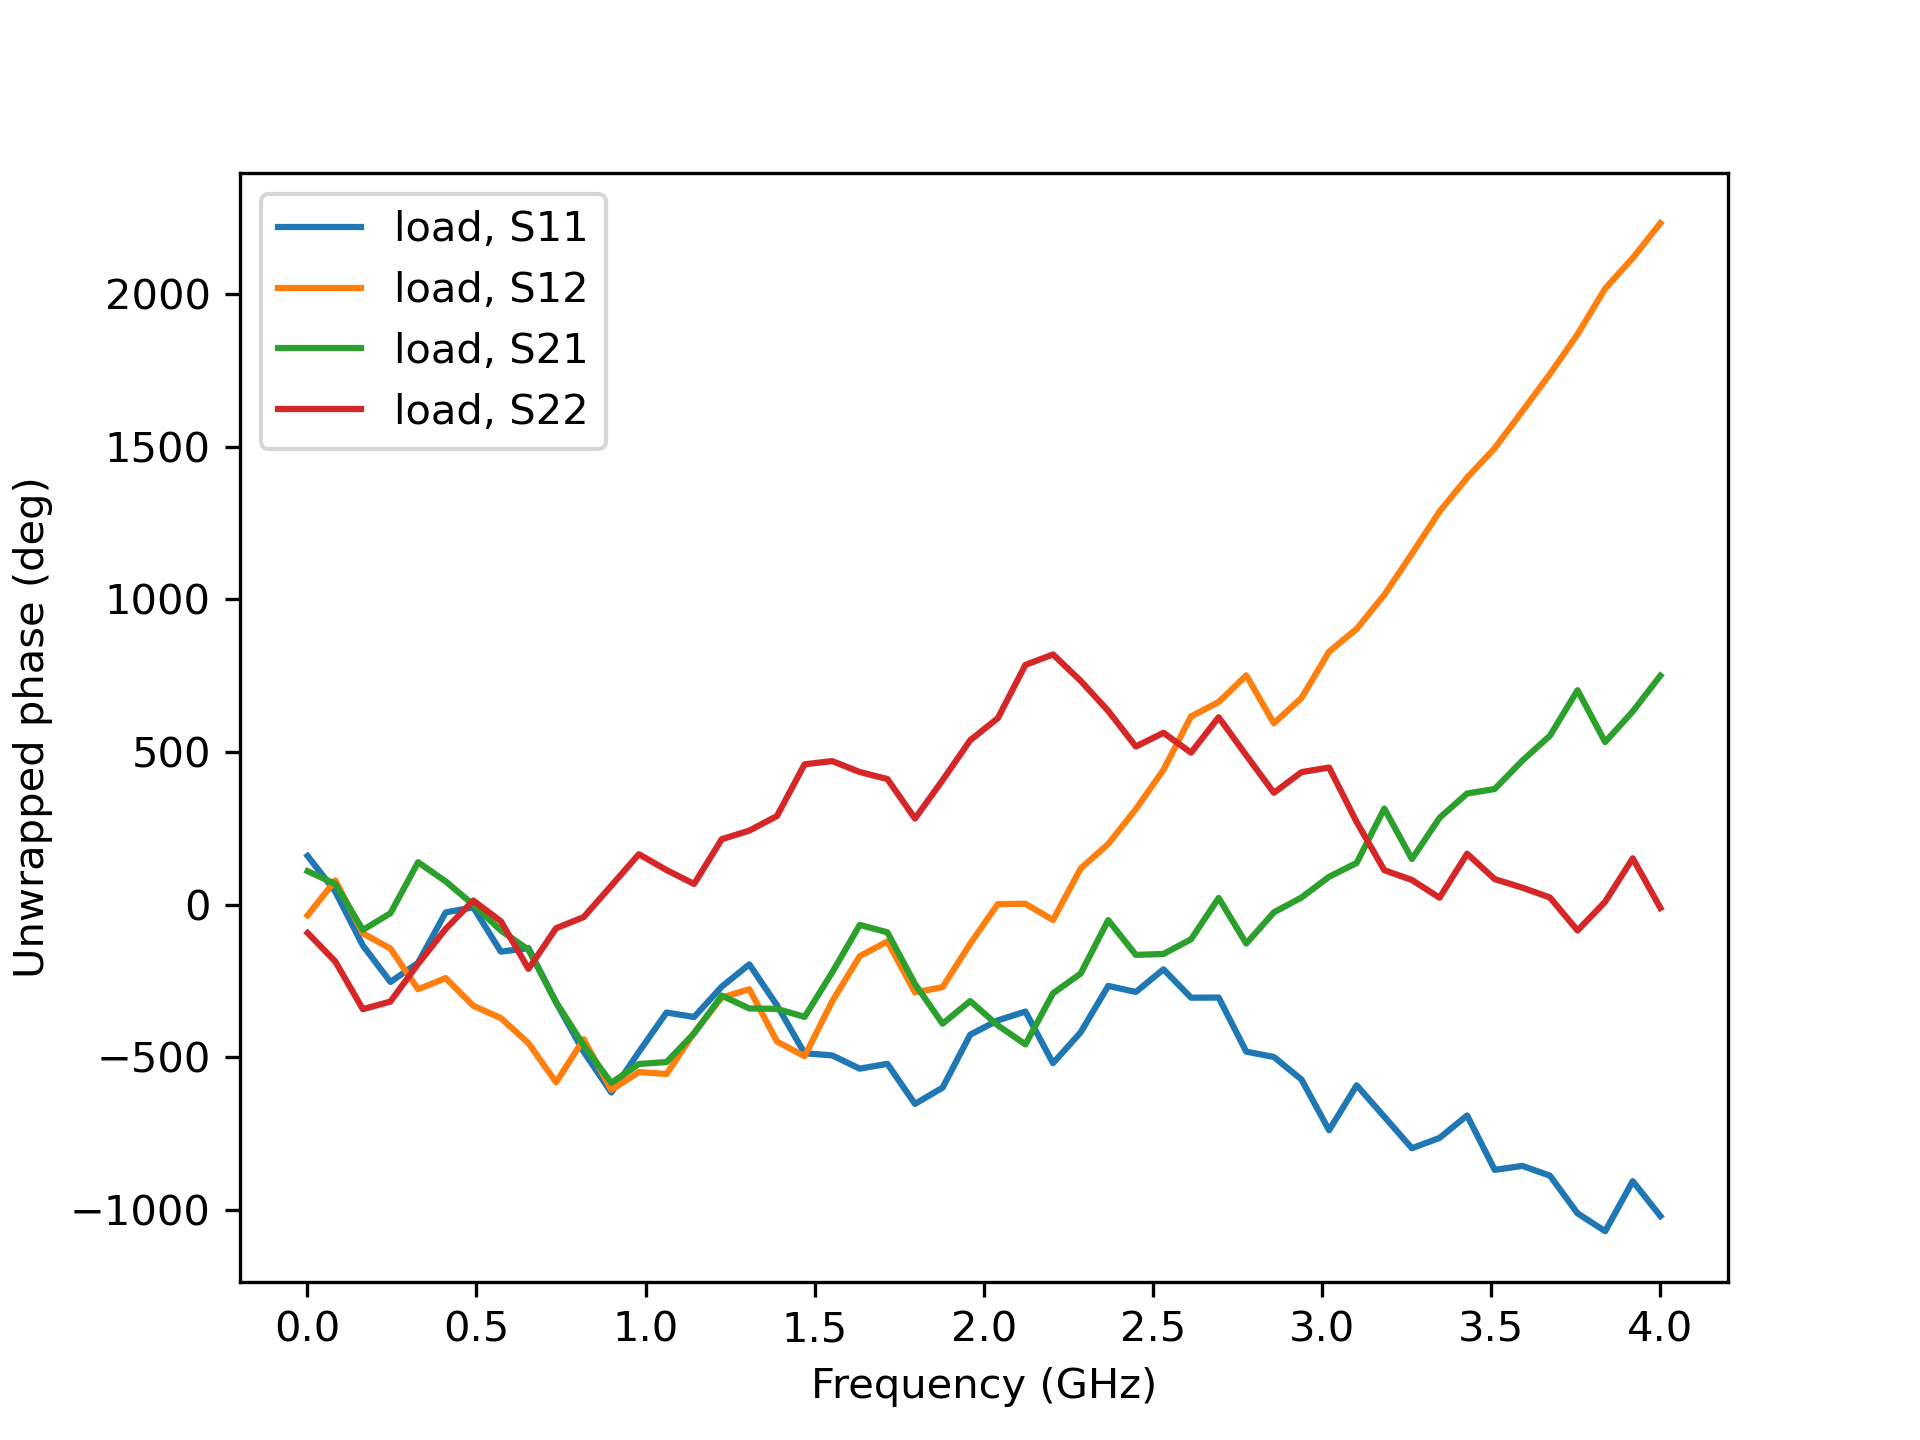 load, S11
load, S12
load, S21
load, S22
Unwrapped phase (deg)
2000
1500
1000
500
0
−500
−1000
0.0 0.5 1.0 1.5 2.0 2.5 3.0 3.5 4.0
Frequency (GHz)